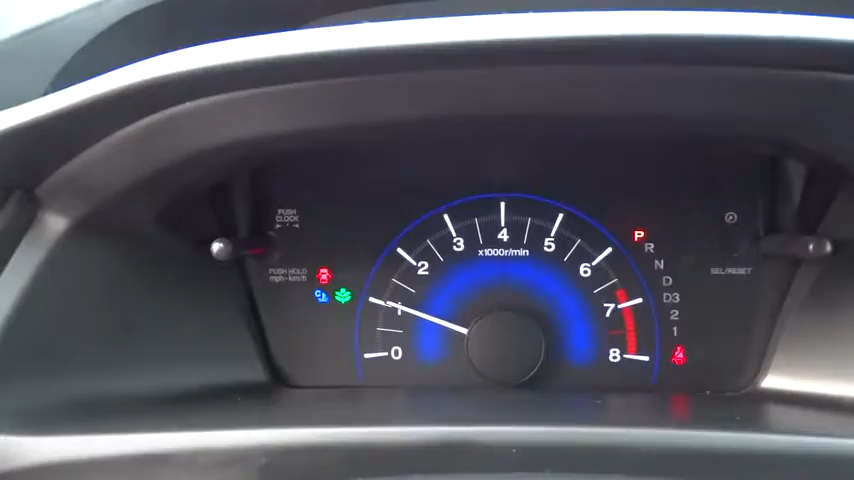 PUSH
CLOCK
PUSH HOLD
mph↔km/h
C
0
1
2
3
4
5
6
7
8
x1000r/min
P
R
N
D
D3
2
1
SEL/RESET